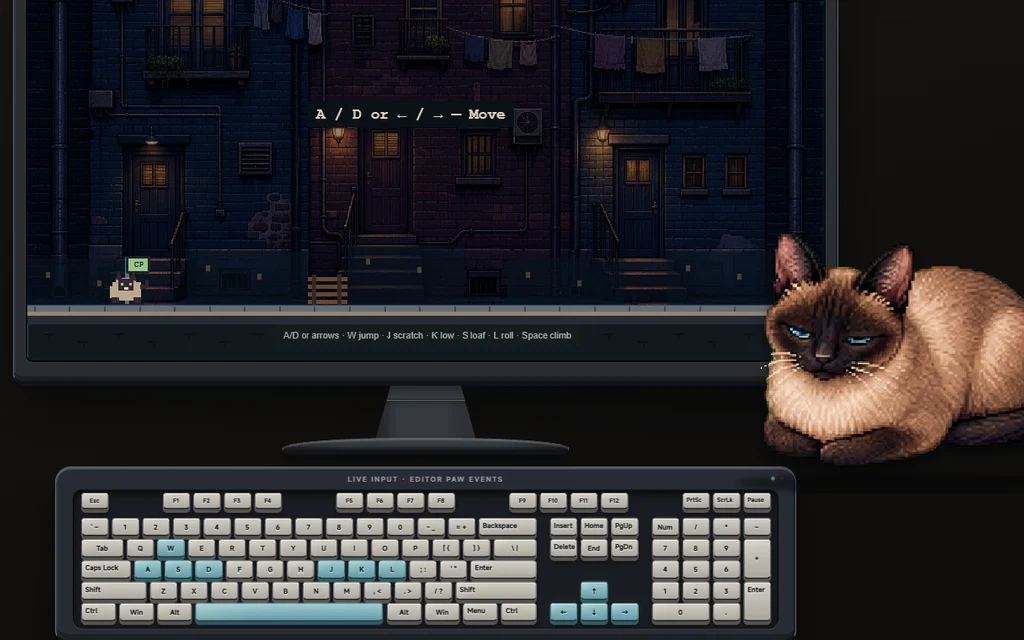 A / D or ← / → — Move
CP
A/D or arrows · W jump · J scratch · K low · S loaf · L roll · Space climb
LIVE INPUT · EDITOR PAW EVENTS
Esc F1 F2 F3 F4 F5 F6 F7 F8 F9 F10 F11 F12 PrtSc ScrLk Pause
`~ 1 2 3 4 5 6 7 8 9 0 -_ =+ Backspace Insert Home PgUp Num / * −
Tab Q W E R T Y U I O P [{ ]} \| Delete End PgDn 7 8 9 +
Caps Lock A S D F G H J K L ;: '" Enter 4 5 6
Shift Z X C V B N M ,< .> /? Shift ↑ 1 2 3 Enter
Ctrl Win Alt Alt Win Menu Ctrl ← ↓ → 0 .